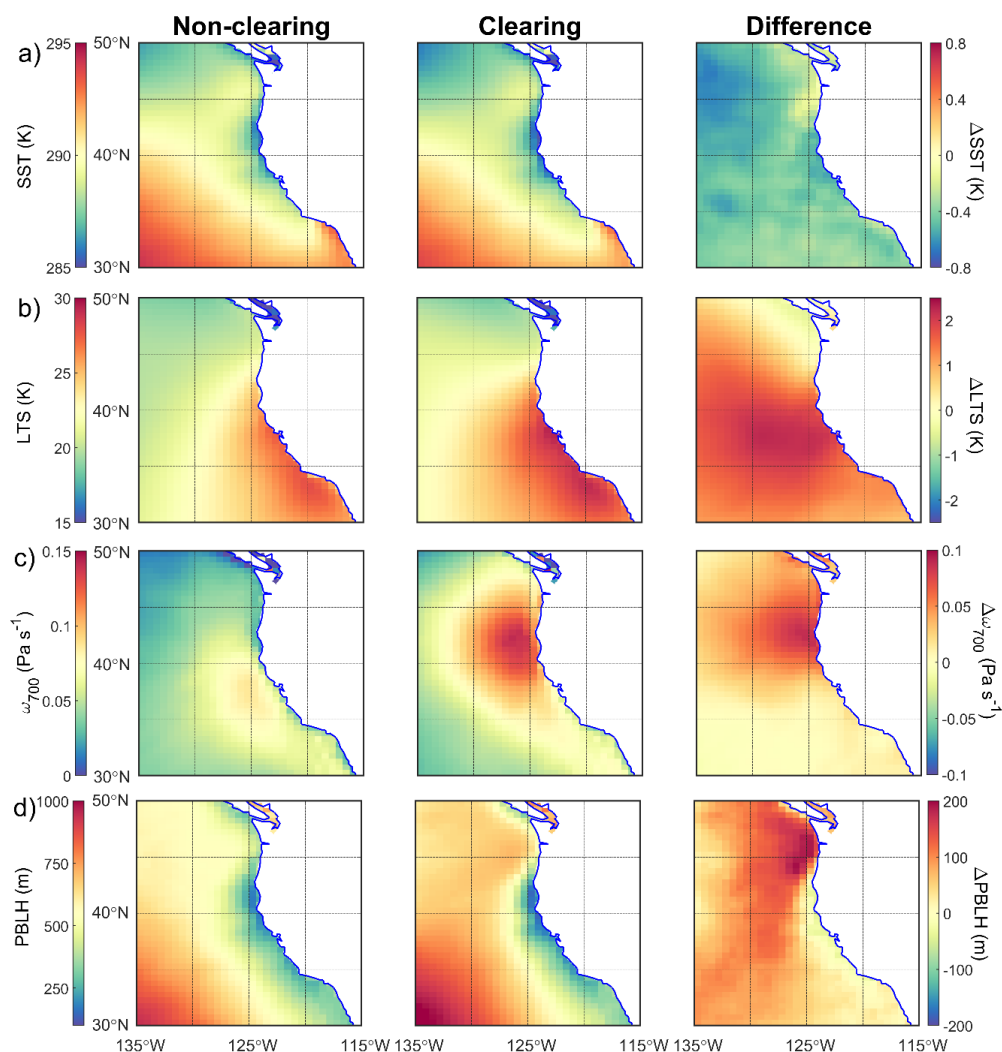 Non-clearing Clearing Difference
a)
295
290
285
SST (K)
50°N
40°N
30°N
0.8
0.4
0
-0.4
-0.8
ΔSST (K)
b)
30
25
20
15
LTS (K)
50°N
40°N
30°N
2
1
0
-1
-2
ΔLTS (K)
c)
0.15
0.1
0.05
0
ω700 (Pa s-1)
50°N
40°N
30°N
0.1
0.05
0
-0.05
-0.1
Δω700 (Pa s-1)
d)
1000
750
500
250
PBLH (m)
50°N
40°N
30°N
200
100
0
-100
-200
ΔPBLH (m)
135°W 125°W 115°W 135°W 125°W 115°W 135°W 125°W 115°W